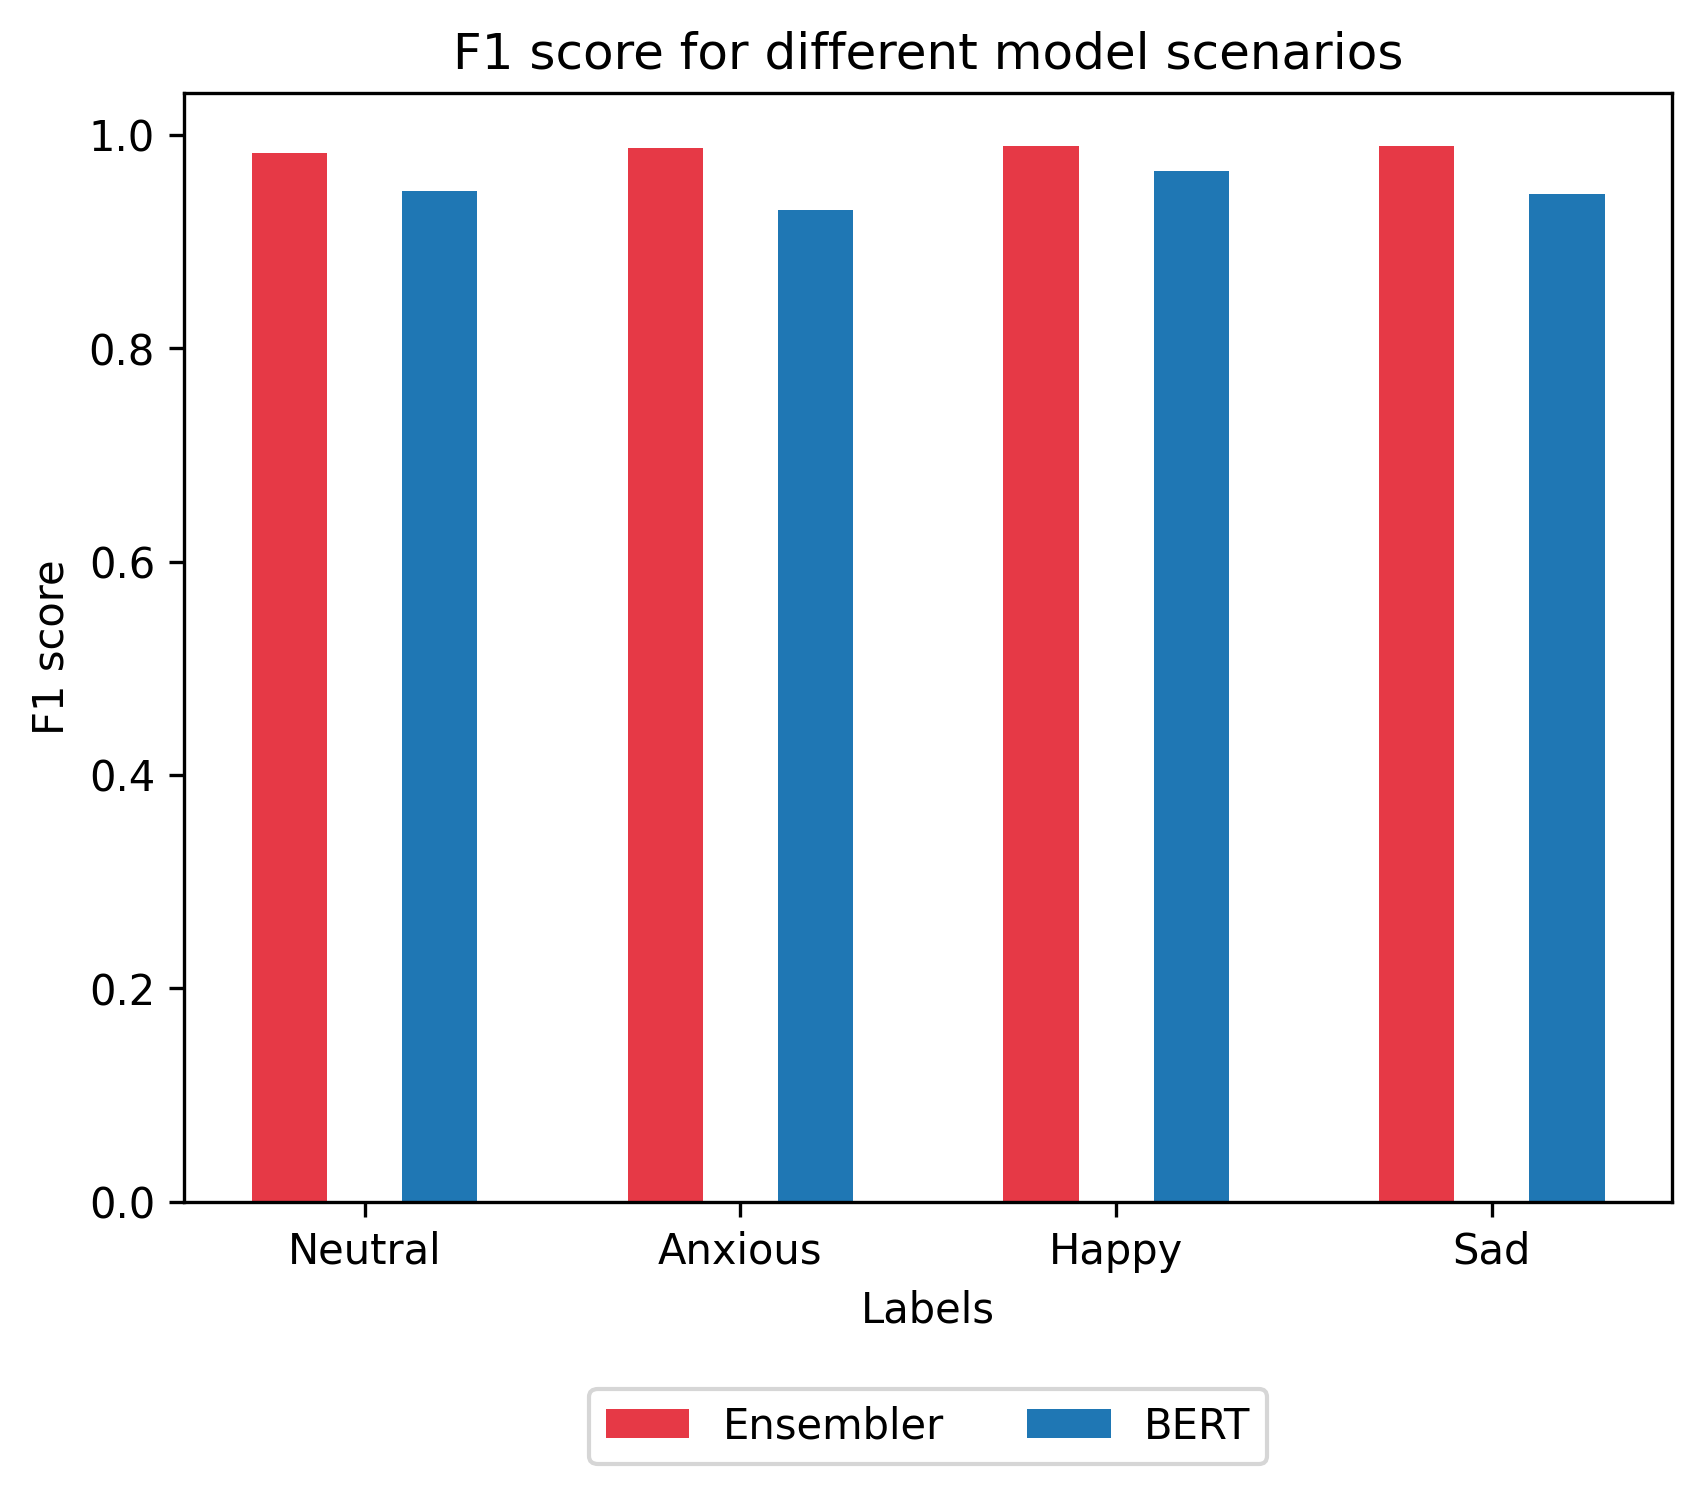 F1 score for different model scenarios
1.0
0.8
0.6
0.4
0.2
0.0
F1 score
Neutral Anxious Happy Sad
Labels
Ensembler BERT